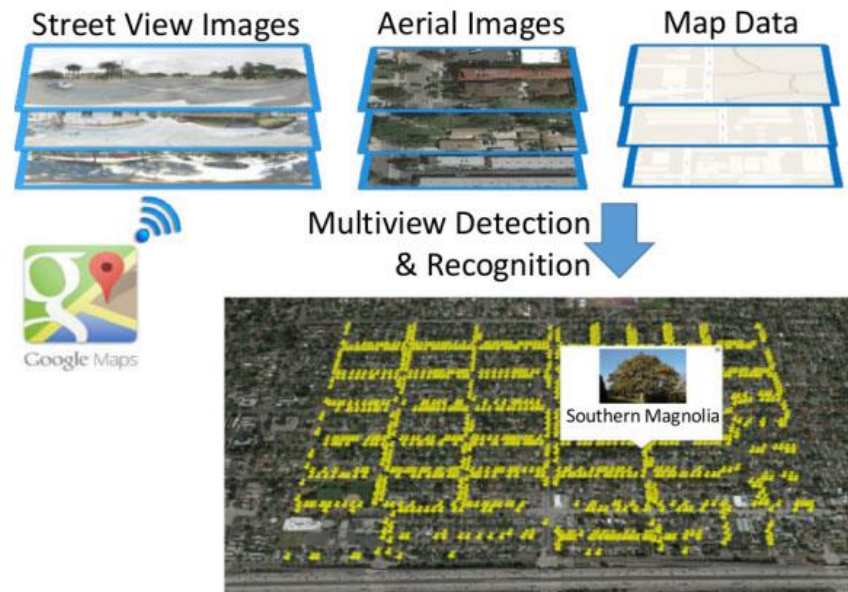 Street View Images
Aerial Images
Map Data
Multiview Detection
& Recognition
g
Google Maps
Southern Magnolia